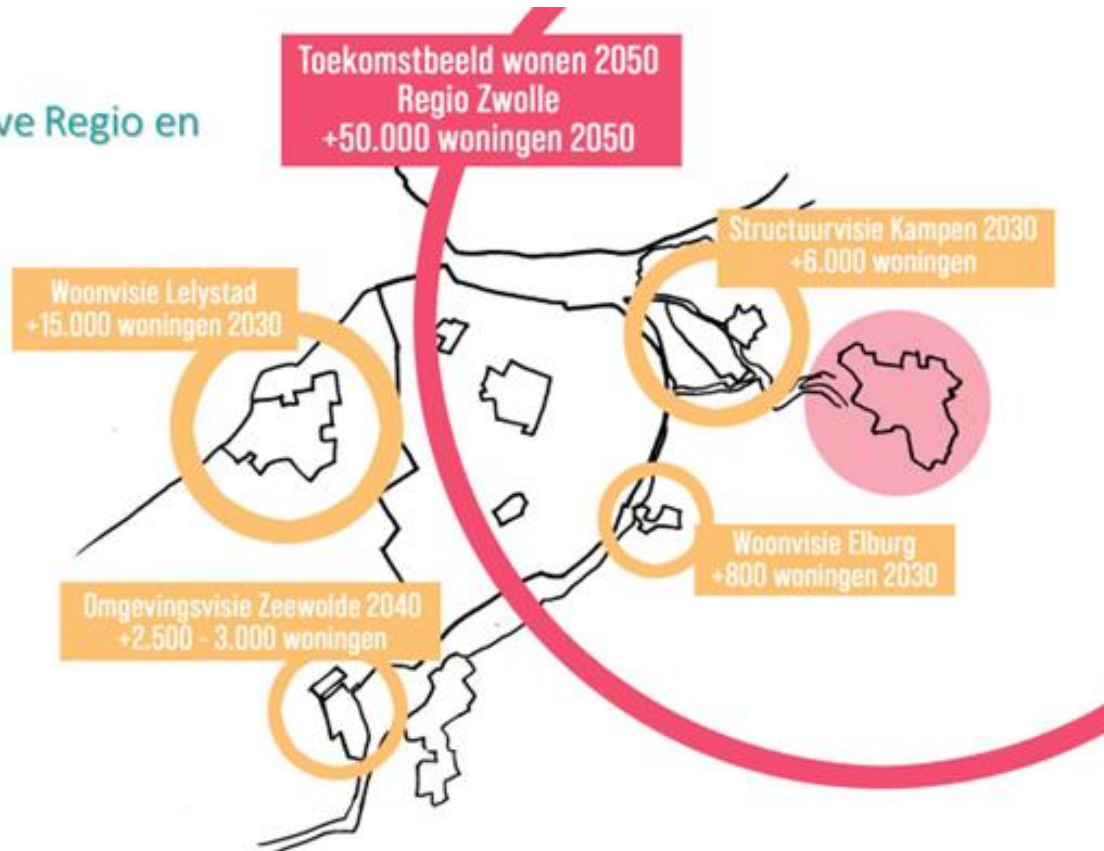 Toekomstbeeld wonen 2050
Regio Zwolle
+50.000 woningen 2050
ve Regio en
Structuurvisie Kampen 2030
+6.000 woningen
Woonvisie Lelystad
+15.000 woningen 2030
Woonvisie Elburg
+800 woningen 2030
Omgevingsvisie Zeewolde 2040
+2.500 - 3.000 woningen